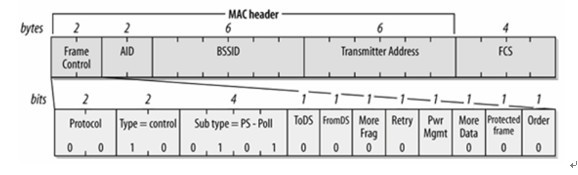 MAC header
bytes 2 2 6 6 4
Frame Control AID BSSID Transmitter Address FCS
bits 2 2 4 1 1 1 1 1 1 1 1
Protocol Type = control Sub type = PS - Poll ToDS FromDS More Frag Retry Pwr Mgmt More Data Protected frame Order
0 0 1 0 0 1 0 1 0 0 0 0 0 0 0 0